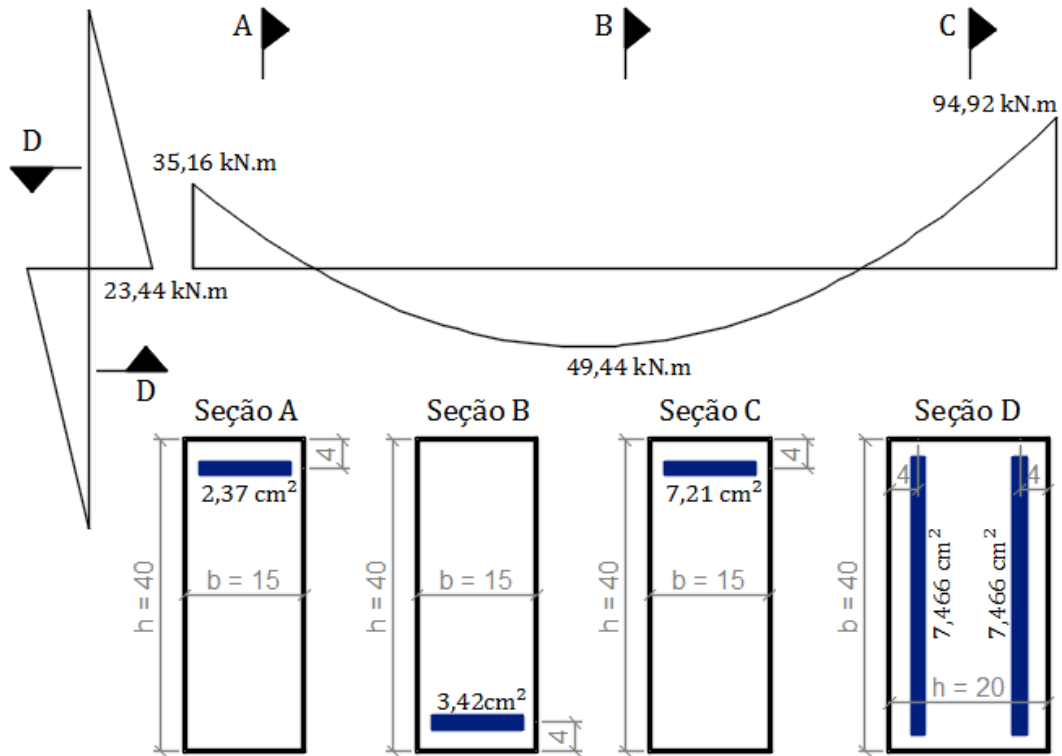 A
B
C
94,92 kN.m
D
35,16 kN.m
23,44 kN.m
49,44 kN.m
D
Seção A
Seção B
Seção C
Seção D
4
2,37 cm²
b = 15
h = 40
b = 15
h = 40
3,42cm²
4
4
7,21 cm²
b = 15
h = 40
4
4
7,466 cm²
7,466 cm²
h = 20
b = 40